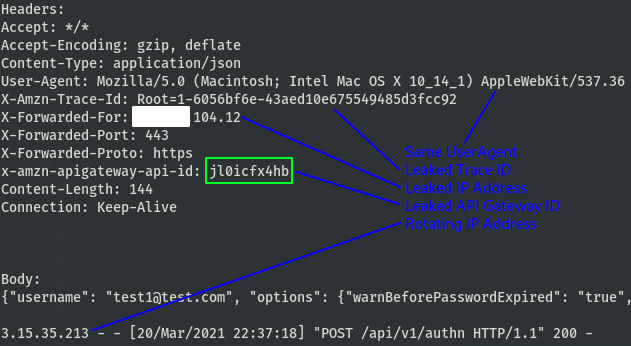 Headers:
Accept: */*
Accept-Encoding: gzip, deflate
Content-Type: application/json
User-Agent: Mozilla/5.0 (Macintosh; Intel Mac OS X 10_14_1) AppleWebKit/537.36
X-Amzn-Trace-Id: Root=1-6056bf6e-43aed10e675549485d3fcc92
X-Forwarded-For: 104.12
X-Forwarded-Port: 443
X-Forwarded-Proto: https
x-amzn-apigateway-api-id: jl0icfx4hb
Content-Length: 144
Connection: Keep-Alive
Same UserAgent
Leaked Trace ID
Leaked IP Address
Leaked API Gateway ID
Rotating IP Address
Body:
{"username": "test1@test.com", "options": {"warnBeforePasswordExpired": "true",
3.15.35.213 - - [20/Mar/2021 22:37:18] "POST /api/v1/authn HTTP/1.1" 200 -